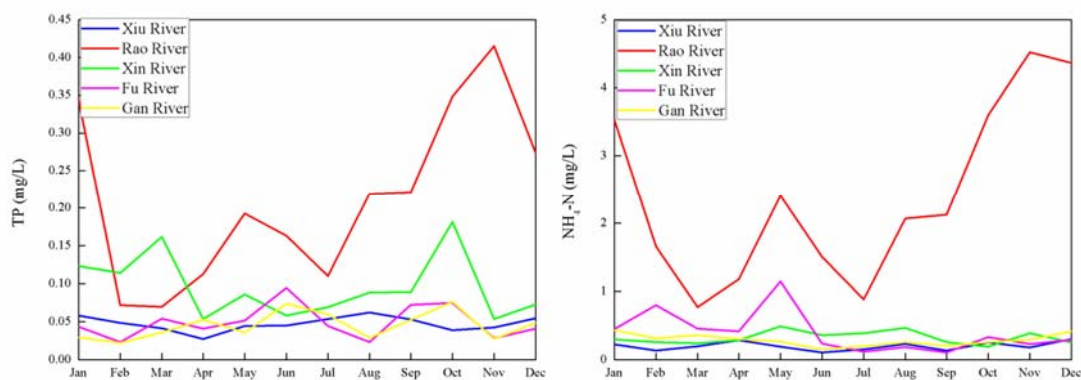 TP (mg/L)
0.45
0.40
0.35
0.30
0.25
0.20
0.15
0.10
0.05
0.00
Xiu River
Rao River
Xin River
Fu River
Gan River
Jan Feb Mar Apr May Jun Jul Aug Sep Oct Nov Dec
NH₄-N (mg/L)
5
4
3
2
1
0
Xiu River
Rao River
Xin River
Fu River
Gan River
Jan Feb Mar Apr May Jun Jul Aug Sep Oct Nov Dec